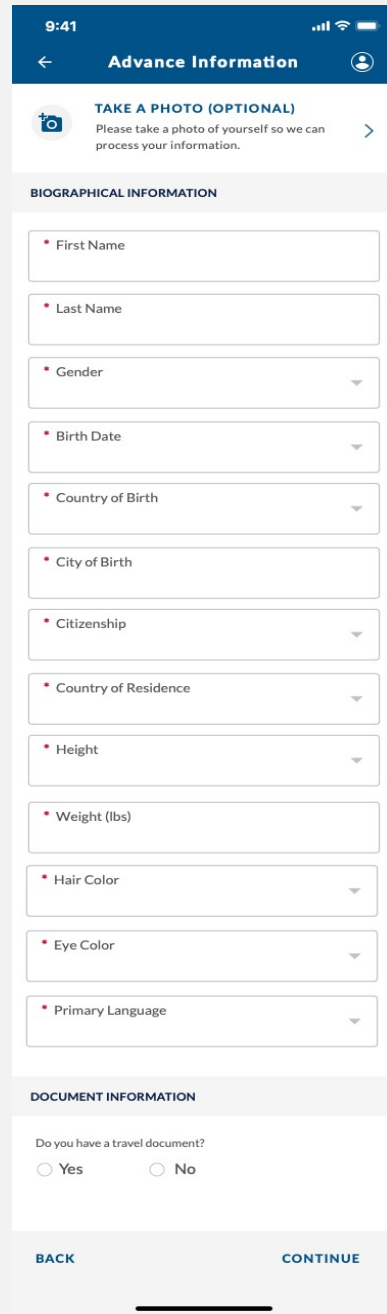 9:41
Advance Information
TAKE A PHOTO (OPTIONAL)
Please take a photo of yourself so we can
process your information.
BIOGRAPHICAL INFORMATION
* First Name
* Last Name
* Gender
* Birth Date
* Country of Birth
* City of Birth
* Citizenship
* Country of Residence
* Height
* Weight (lbs)
* Hair Color
* Eye Color
* Primary Language
DOCUMENT INFORMATION
Do you have a travel document?
Yes No
BACK CONTINUE